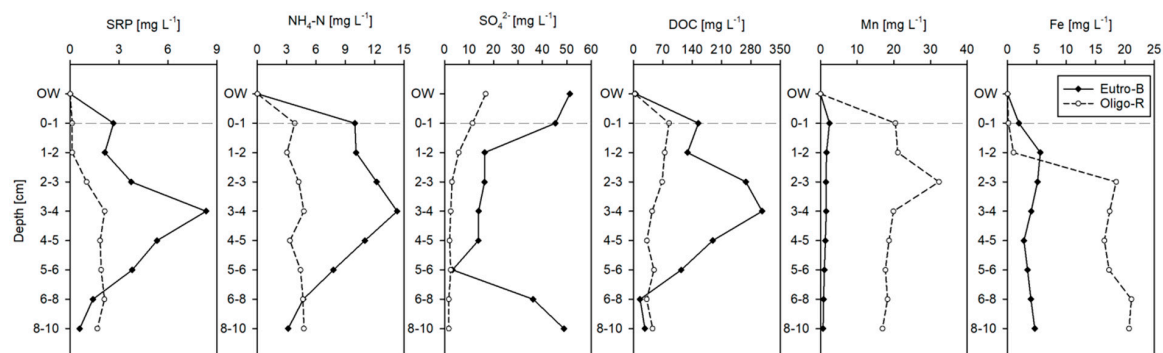 SRP [mg L-1]
NH4-N [mg L-1]
SO42- [mg L-1]
DOC [mg L-1]
Mn [mg L-1]
Fe [mg L-1]
0 3 6 9
0 3 6 9 12 15
0 10 20 30 40 50 60
0 70 140 210 280 350
0 10 20 30 40
0 5 10 15 20 25
Depth [cm]
OW OW OW OW OW OW
0-1 0-1 0-1 0-1 0-1 0-1
1-2 1-2 1-2 1-2 1-2 1-2
2-3 2-3 2-3 2-3 2-3 2-3
3-4 3-4 3-4 3-4 3-4 3-4
4-5 4-5 4-5 4-5 4-5 4-5
5-6 5-6 5-6 5-6 5-6 5-6
6-8 6-8 6-8 6-8 6-8 6-8
8-10 8-10 8-10 8-10 8-10 8-10
Eutro-B
Oligo-R